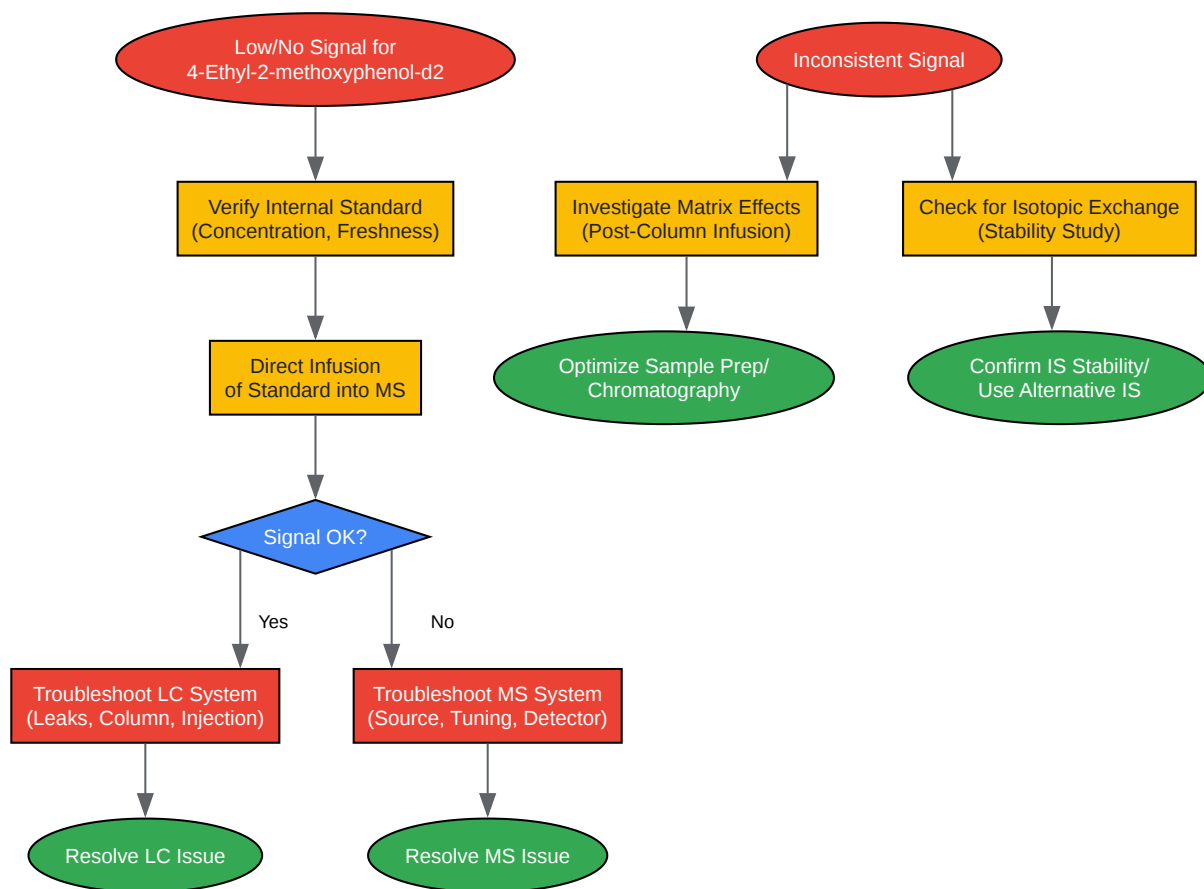 Low/No Signal for
4-Ethyl-2-methoxyphenol-d2
Inconsistent Signal
Verify Internal Standard
(Concentration, Freshness)
Investigate Matrix Effects
(Post-Column Infusion)
Check for Isotopic Exchange
(Stability Study)
Direct Infusion
of Standard into MS
Optimize Sample Prep/
Chromatography
Confirm IS Stability/
Use Alternative IS
Signal OK?
Yes
No
Troubleshoot LC System
(Leaks, Column, Injection)
Troubleshoot MS System
(Source, Tuning, Detector)
Resolve LC Issue
Resolve MS Issue